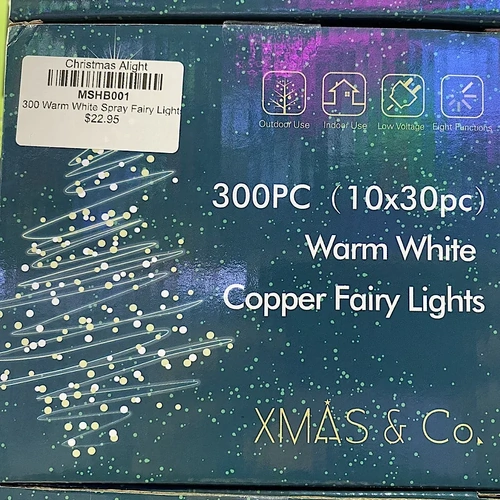 Christmas Alight
MSHB001
300 Warm White Spray Fairy Light
$22.95
Outdoor Use
Indoor Use
Low Voltage
Eight Functions
300PC (10x30pc)
Warm White
Copper Fairy Lights
XMAS & Co.